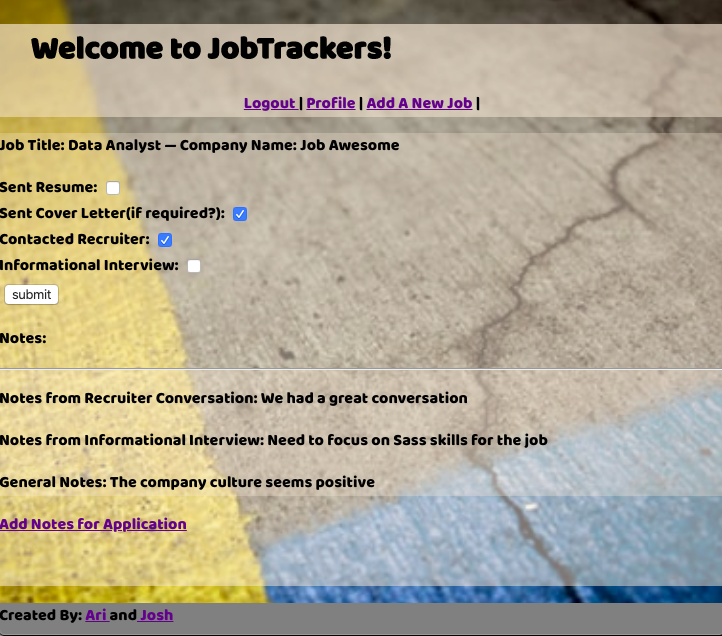 Welcome to JobTrackers!
Logout | Profile | Add A New Job |
Job Title: Data Analyst — Company Name: Job Awesome
Sent Resume:
Sent Cover Letter(if required?):
Contacted Recruiter:
Informational Interview:
submit
Notes:
Notes from Recruiter Conversation: We had a great conversation
Notes from Informational Interview: Need to focus on Sass skills for the job
General Notes: The company culture seems positive
Add Notes for Application
Created By: Ari and Josh